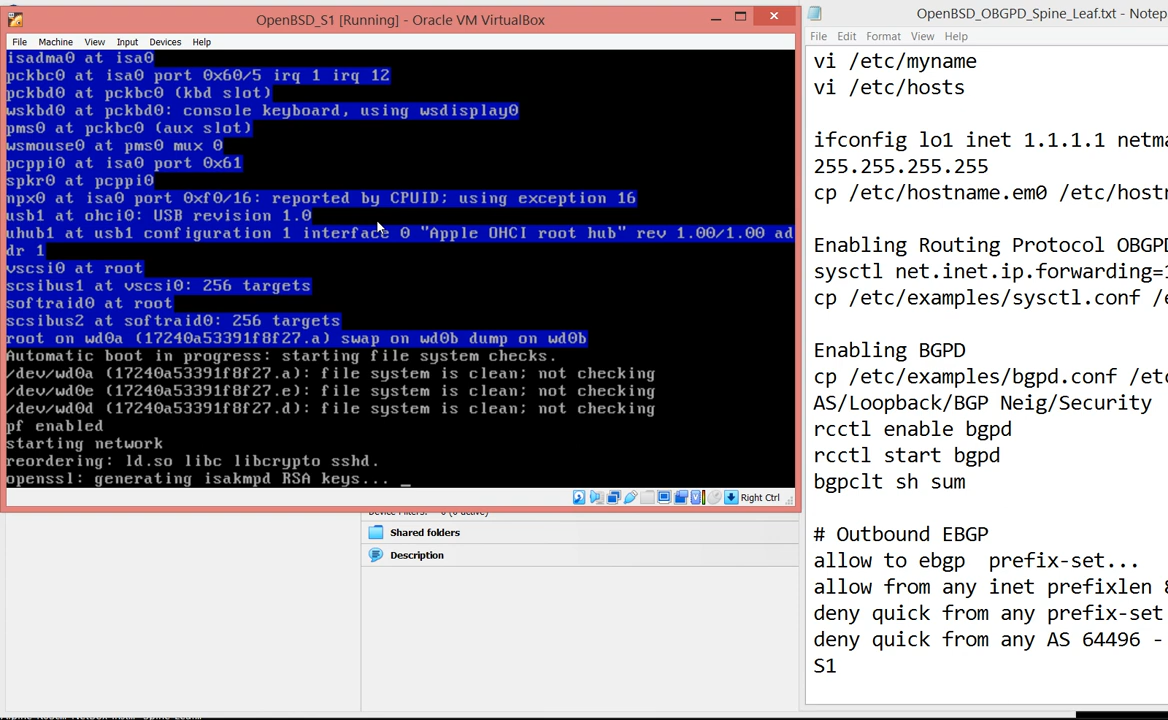 OpenBSD_S1 [Running] - Oracle VM VirtualBox
File Machine View Input Devices Help
isadma0 at isa0
pckbc0 at isa0 port 0x60/5 irq 1 irq 12
pckbd0 at pckbc0 (kbd slot)
wskbd0 at pckbd0: console keyboard, using wsdisplay0
pms0 at pckbc0 (aux slot)
wsmouse0 at pms0 mux 0
pcppi0 at isa0 port 0x61
spkr0 at pcppi0
npx0 at isa0 port 0xf0/16: reported by CPUID; using exception 16
usb1 at ohci0: USB revision 1.0
uhub1 at usb1 configuration 1 interface 0 "Apple OHCI root hub" rev 1.00/1.00 ad
dr 1
vscsi0 at root
scsibus1 at vscsi0: 256 targets
softraid0 at root
scsibus2 at softraid0: 256 targets
root on wd0a (17240a53391f8f27.a) swap on wd0b dump on wd0b
Automatic boot in progress: starting file system checks.
/dev/wd0a (17240a53391f8f27.a): file system is clean; not checking
/dev/wd0e (17240a53391f8f27.e): file system is clean; not checking
/dev/wd0d (17240a53391f8f27.d): file system is clean; not checking
pf enabled
starting network
reordering: ld.so libc libcrypto sshd.
openssl: generating isakmpd RSA keys... _
Right Ctrl
Shared folders
Description
OpenBSD_OBGPD_Spine_Leaf.txt - Notep
File Edit Format View Help
vi /etc/myname
vi /etc/hosts
ifconfig lo1 inet 1.1.1.1 netma
255.255.255.255
cp /etc/hostname.em0 /etc/hostn
Enabling Routing Protocol OBGPD
sysctl net.inet.ip.forwarding=1
cp /etc/examples/sysctl.conf /e
Enabling BGPD
cp /etc/examples/bgpd.conf /etc
AS/Loopback/BGP Neig/Security
rcctl enable bgpd
rcctl start bgpd
bgpclt sh sum
# Outbound EBGP
allow to ebgp  prefix-set...
allow from any inet prefixlen 8
deny quick from any prefix-set
deny quick from any AS 64496 -
S1